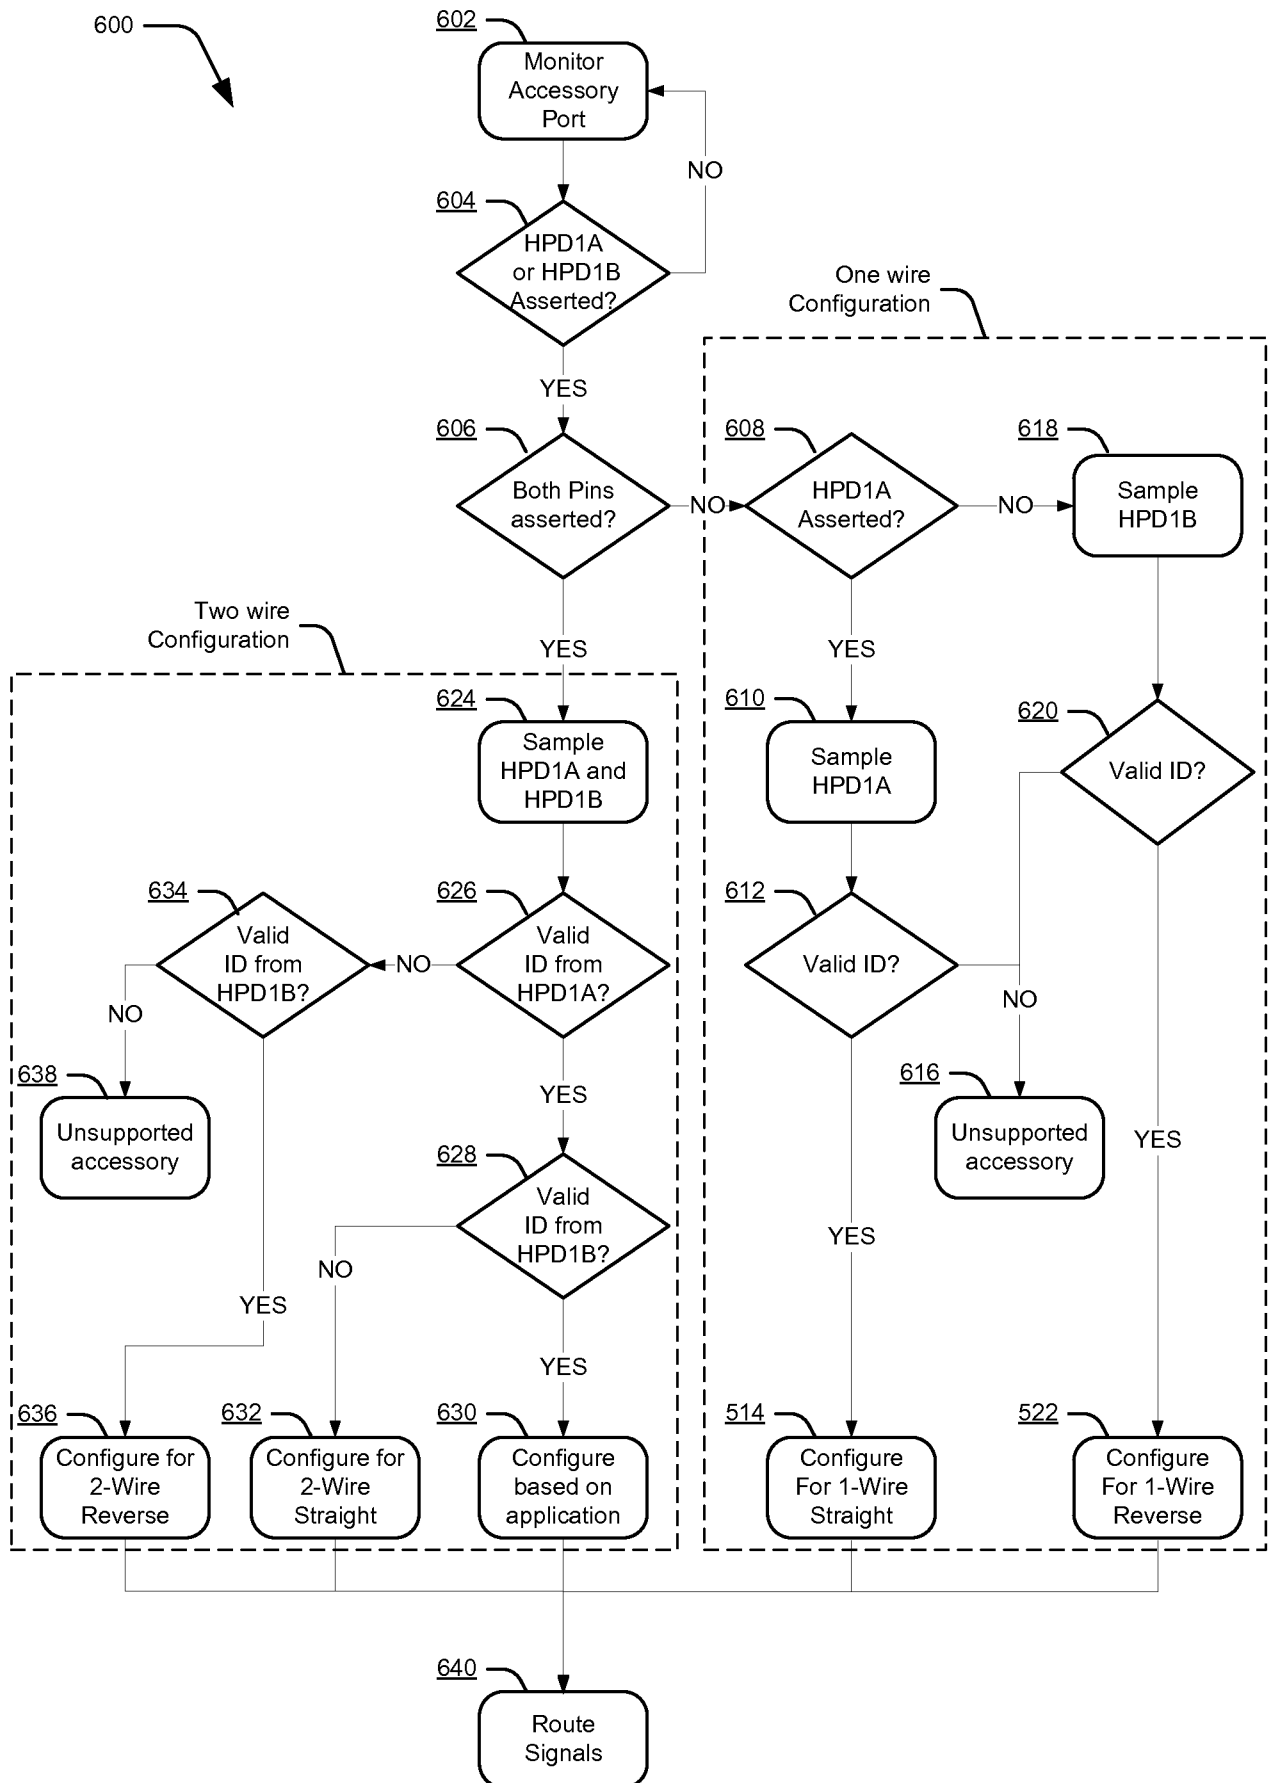 600
602
Monitor
Accessory
Port
NO
604
HPD1A
or HPD1B
Asserted?
One wire
Configuration
YES
606
Both Pins
asserted?
NO
608
HPD1A
Asserted?
NO
618
Sample
HPD1B
Two wire
Configuration
YES
YES
624
Sample
HPD1A and
HPD1B
610
Sample
HPD1A
620
Valid ID?
634
Valid
ID from
HPD1B?
NO
626
Valid
ID from
HPD1A?
612
Valid ID?
NO
NO
638
Unsupported
accessory
YES
616
Unsupported
accessory
YES
628
Valid
ID from
HPD1B?
NO
YES
YES
YES
636
Configure for
2-Wire
Reverse
632
Configure for
2-Wire
Straight
630
Configure
based on
application
514
Configure
For 1-Wire
Straight
522
Configure
For 1-Wire
Reverse
640
Route
Signals